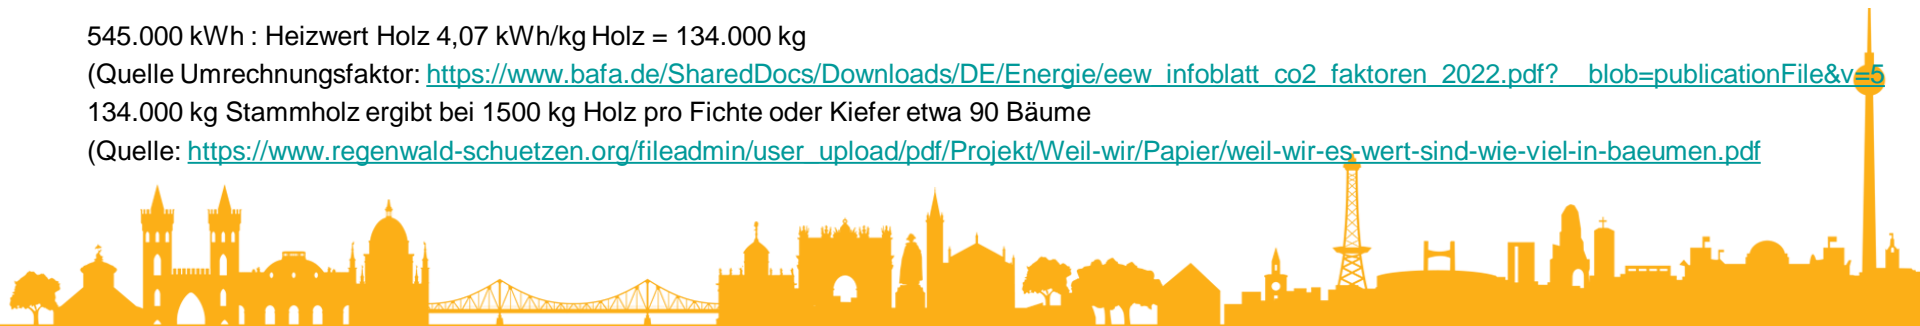 545.000 kWh : Heizwert Holz 4,07 kWh/kg Holz = 134.000 kg
(Quelle Umrechnungsfaktor: https://www.bafa.de/SharedDocs/Downloads/DE/Energie/eew_infoblatt_co2_faktoren_2022.pdf?__blob=publicationFile&v=5
134.000 kg Stammholz ergibt bei 1500 kg Holz pro Fichte oder Kiefer etwa 90 Bäume
(Quelle: https://www.regenwald-schuetzen.org/fileadmin/user_upload/pdf/Projekt/Weil-wir/Papier/weil-wir-es-wert-sind-wie-viel-in-baeumen.pdf